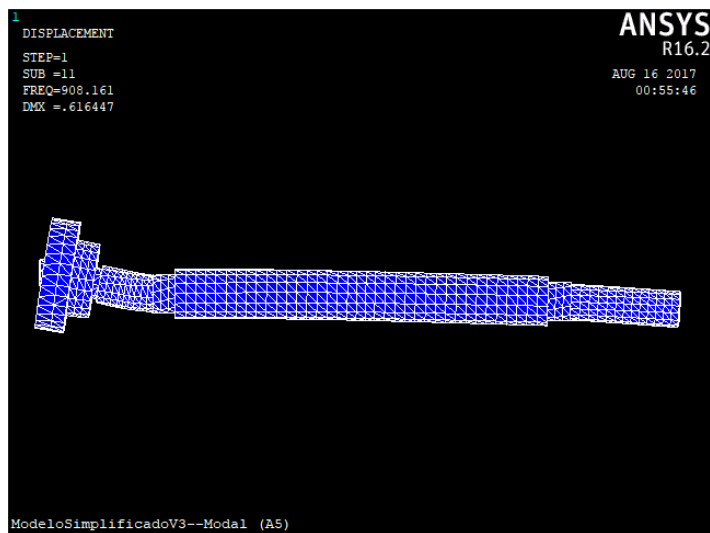 1
DISPLACEMENT
STEP=1
SUB =11
FREQ=908.161
DMX =.616447
ANSYS
R16.2
AUG 16 2017
00:55:46
ModeloSimplificadoV3--Modal (A5)